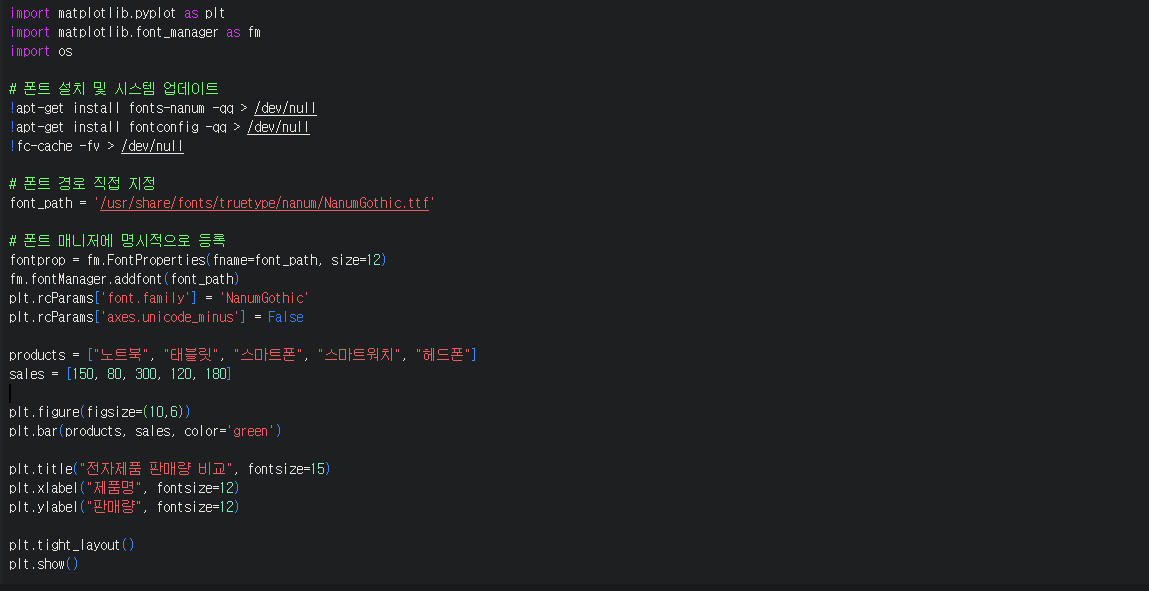 import matplotlib.pyplot as plt
import matplotlib.font_manager as fm
import os
# 폰트 설치 및 시스템 업데이트
!apt-get install fonts-nanum -qq > /dev/null
!apt-get install fontconfig -qq > /dev/null
!fc-cache -fv > /dev/null
# 폰트 경로 직접 지정
font_path = '/usr/share/fonts/truetype/nanum/NanumGothic.ttf'
# 폰트 매니저에 명시적으로 등록
fontprop = fm.FontProperties(fname=font_path, size=12)
fm.fontManager.addfont(font_path)
plt.rcParams['font.family'] = 'NanumGothic'
plt.rcParams['axes.unicode_minus'] = False
products = ["노트북", "태블릿", "스마트폰", "스마트워치", "헤드폰"]
sales = [150, 80, 300, 120, 180]
plt.figure(figsize=(10,6))
plt.bar(products, sales, color='green')
plt.title("전자제품 판매량 비교", fontsize=15)
plt.xlabel("제품명", fontsize=12)
plt.ylabel("판매량", fontsize=12)
plt.tight_layout()
plt.show()